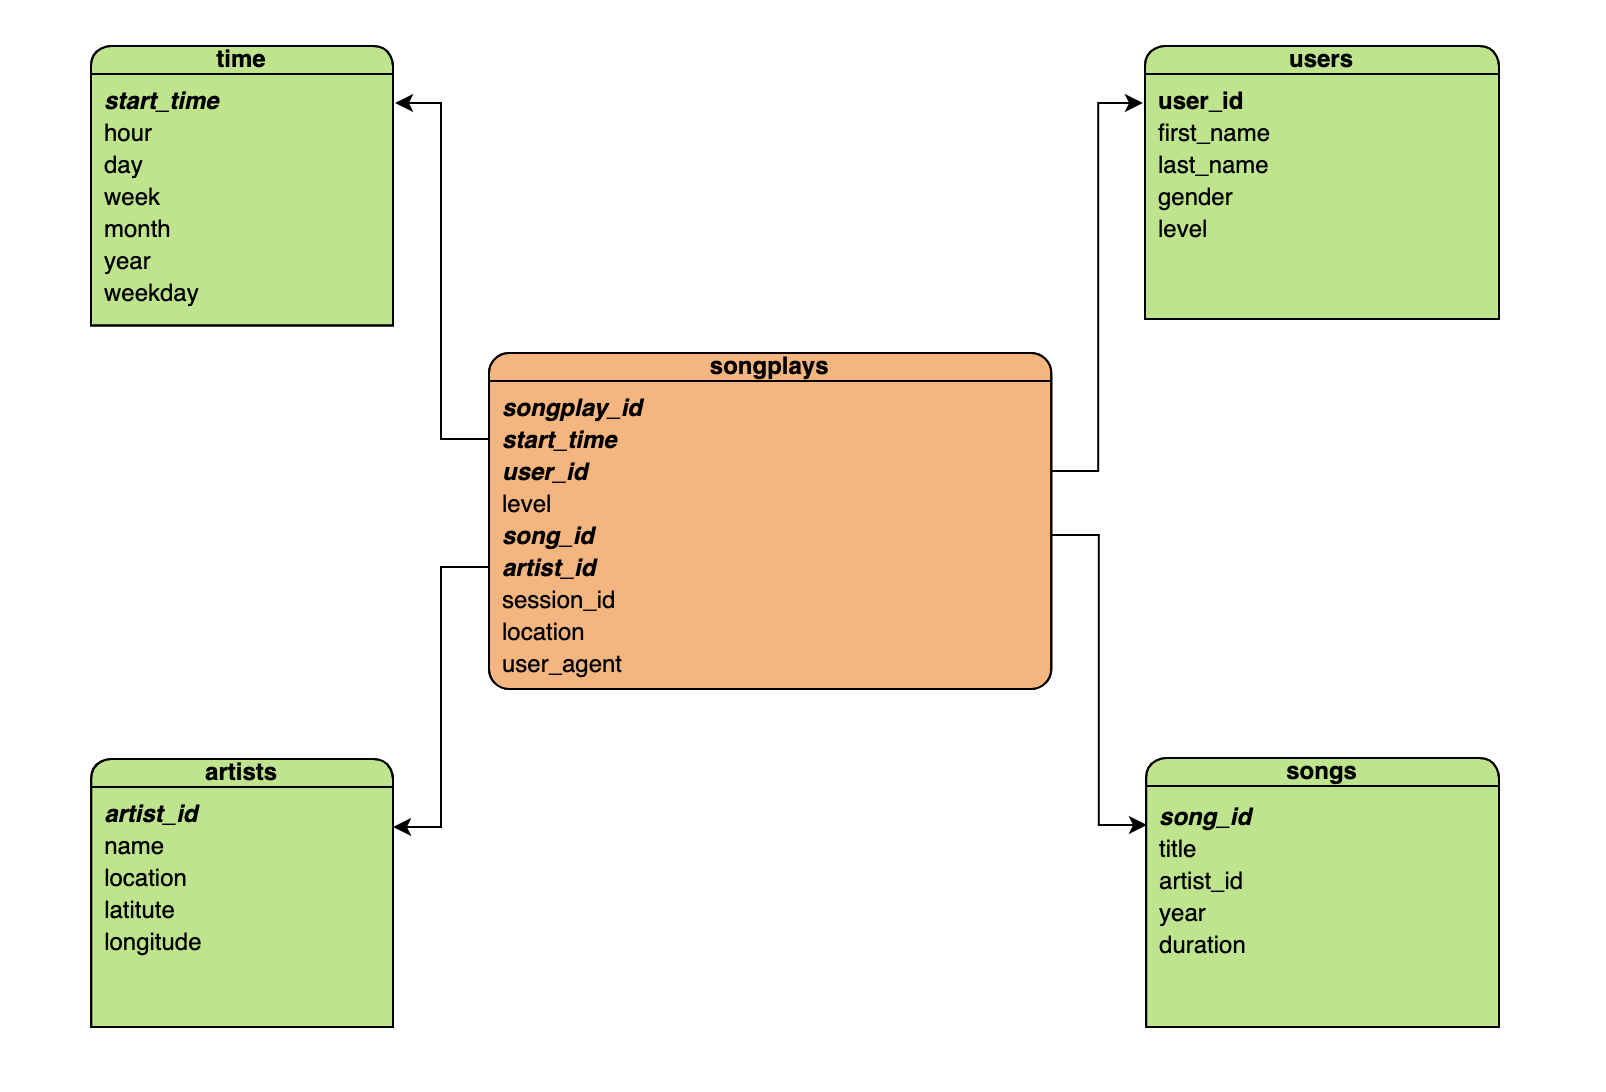 time
start_time
hour
day
week
month
year
weekday
users
user_id
first_name
last_name
gender
level
songplays
songplay_id
start_time
user_id
level
song_id
artist_id
session_id
location
user_agent
artists
artist_id
name
location
latitute
longitude
songs
song_id
title
artist_id
year
duration